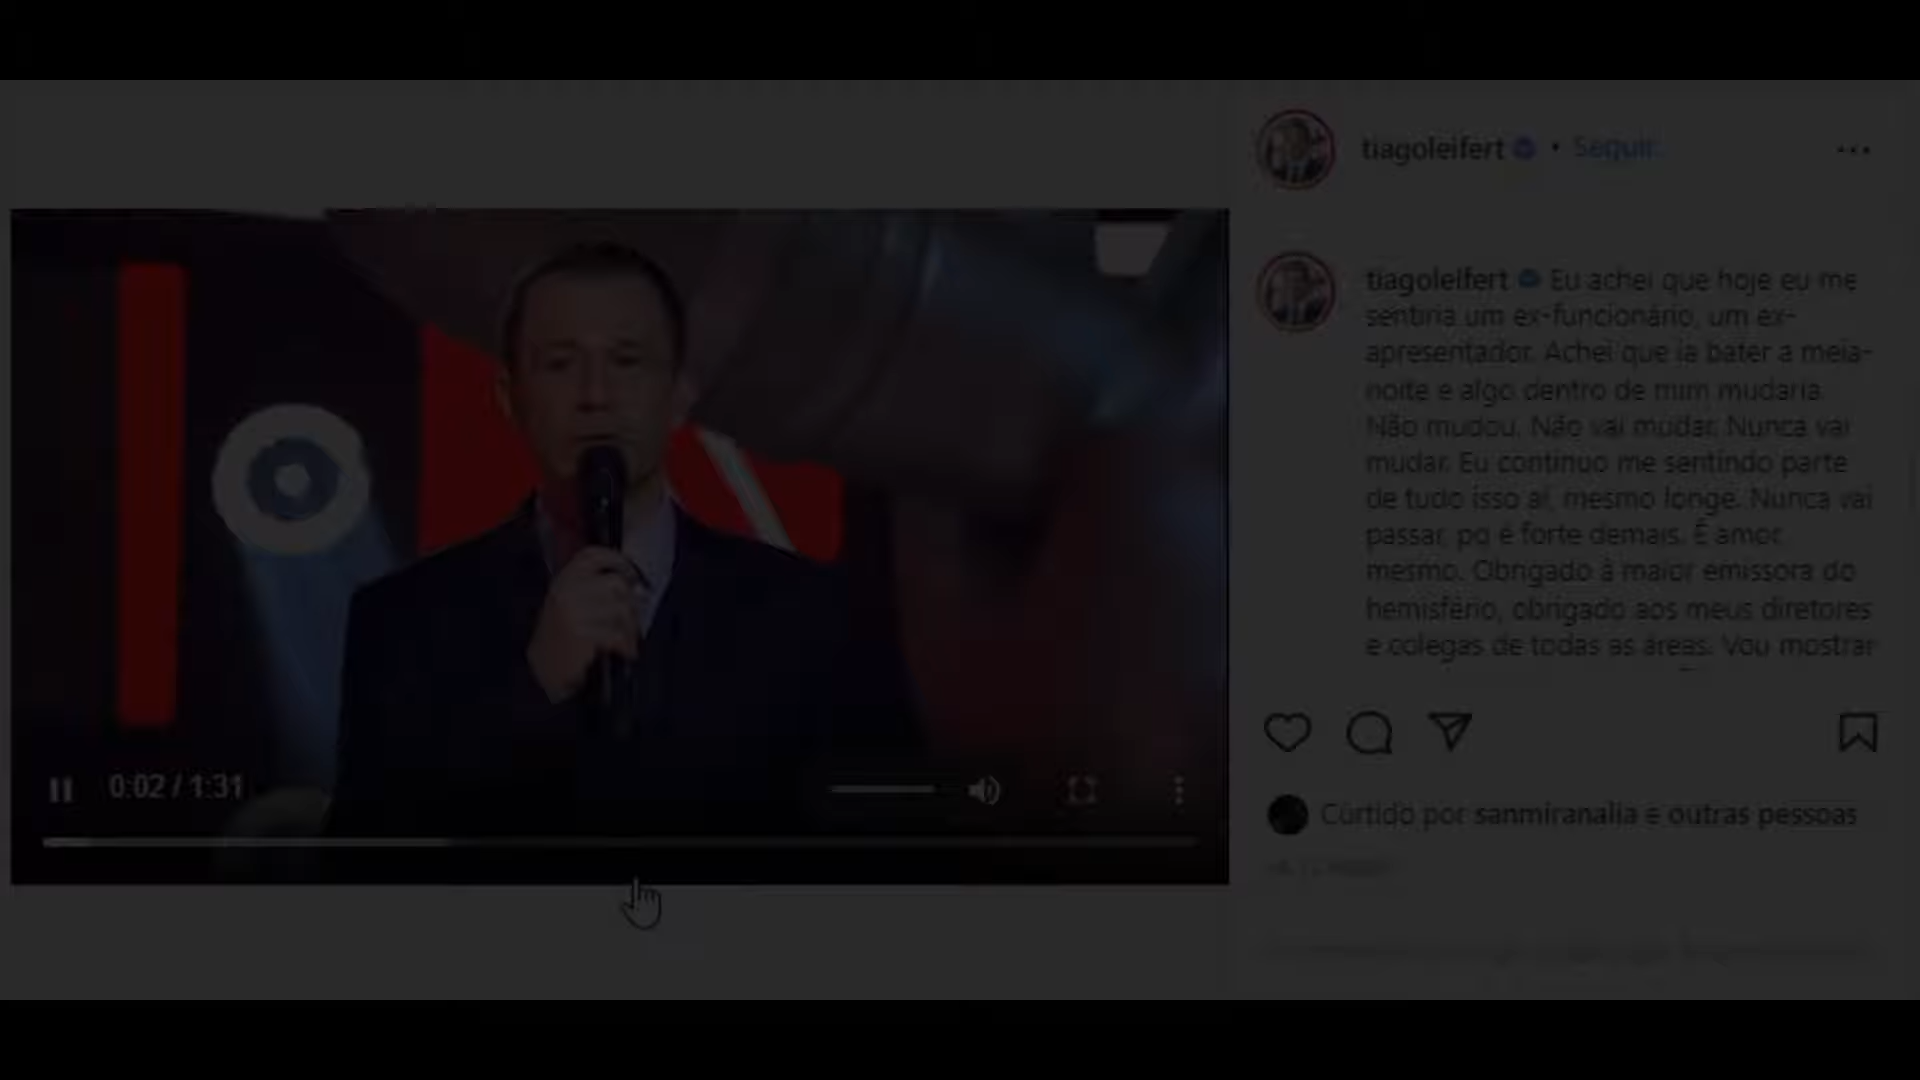 tiagoleifert • Seguir
tiagoleifert Eu achei que hoje eu me
sentiria um ex-funcionário, um ex-
apresentador. Achei que ia bater a meia-
noite e algo dentro de mim mudaria.
Não mudou. Não vai mudar. Nunca vai
mudar. Eu continuo me sentindo parte
de tudo isso aí, mesmo longe. Nunca vai
passar, pq é forte demais. É amor
mesmo. Obrigado à maior emissora do
hemisfério, obrigado aos meus diretores
e colegas de todas as áreas. Vou mostrar
0:02 / 1:31
Curtido por sanmiranalia e outras pessoas